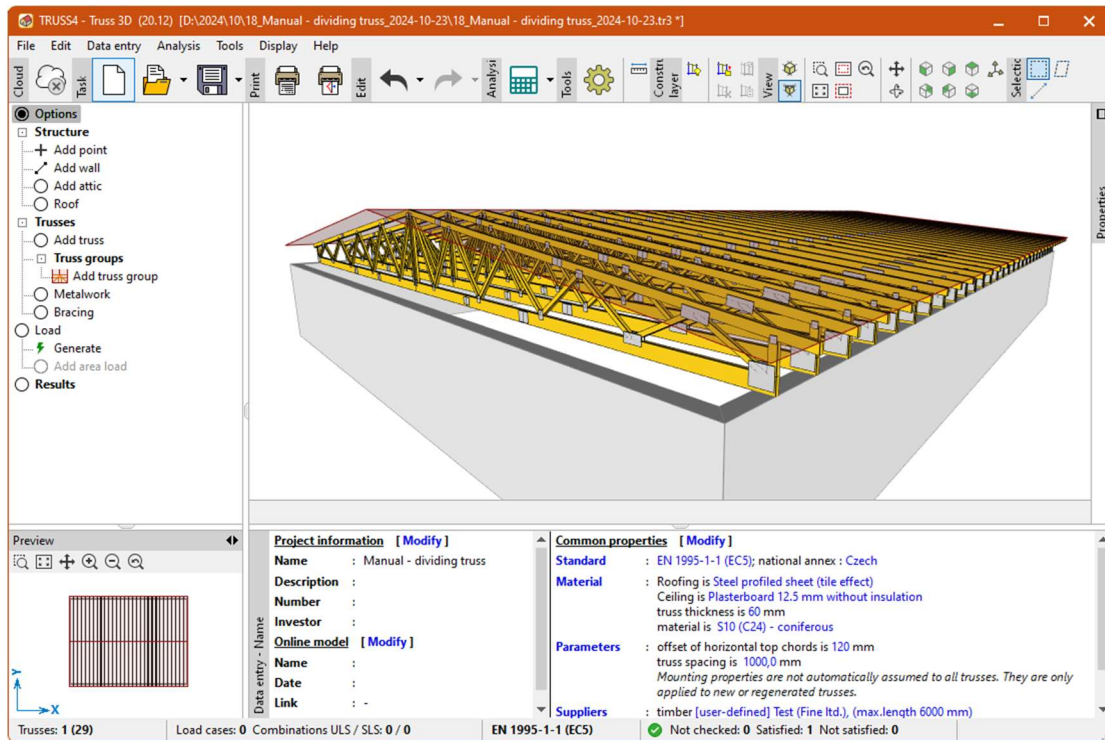 TRUSS4 - Truss 3D (20.12) [D:\2024\10\18_Manual - dividing truss_2024-10-23\18_Manual - dividing truss_2024-10-23.tr3 *]
File Edit Data entry Analysis Tools Display Help
Cloud Task Print Edit Analysi Tools Constru layer View Selectic
Options
Structure
Add point
Add wall
Add attic
Roof
Trusses
Add truss
Truss groups
Add truss group
Metalwork
Bracing
Load
Generate
Add area load
Results
Properties
Preview
Y
X
Data entry - Name
Project information [ Modify ]
Name : Manual - dividing truss
Description :
Number :
Investor :
Online model [ Modify ]
Name :
Date :
Link : -
Common properties [ Modify ]
Standard : EN 1995-1-1 (EC5); national annex : Czech
Material : Roofing is Steel profiled sheet (tile effect)
Ceiling is Plasterboard 12.5 mm without insulation
truss thickness is 60 mm
material is S10 (C24) - coniferous
Parameters : offset of horizontal top chords is 120 mm
truss spacing is 1000,0 mm
Mounting properties are not automatically assumed to all trusses. They are only
applied to new or regenerated trusses.
Suppliers : timber [user-defined] Test (Fine ltd.), (max.length 6000 mm)
Trusses: 1 (29) Load cases: 0 Combinations ULS / SLS: 0 / 0 EN 1995-1-1 (EC5) Not checked: 0 Satisfied: 1 Not satisfied: 0